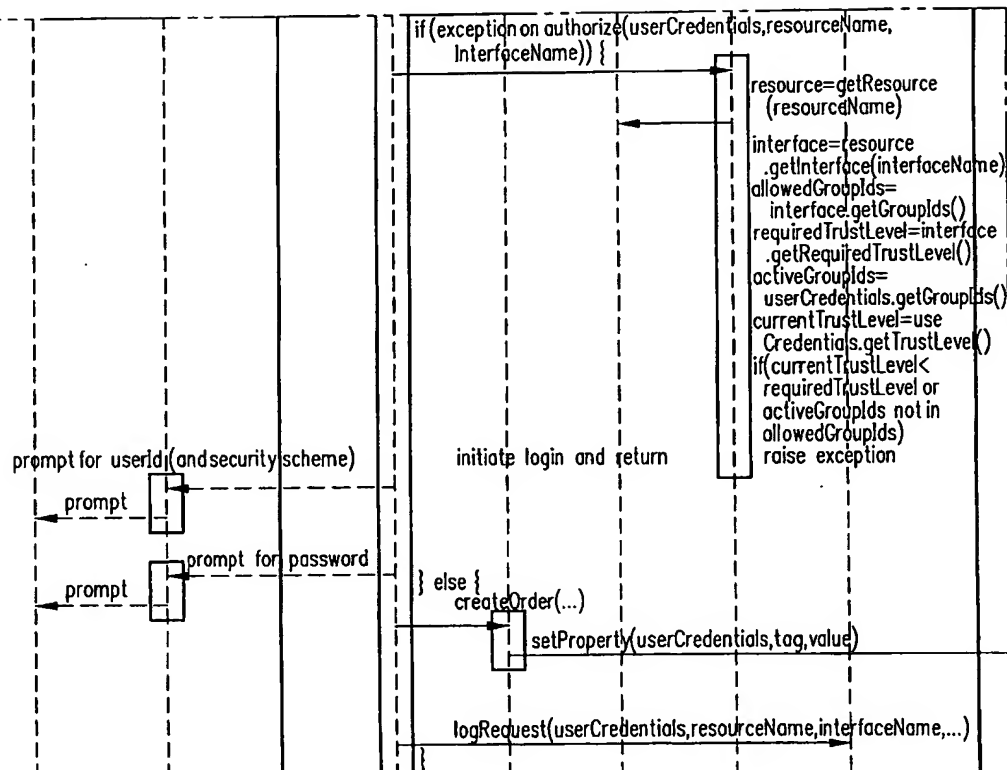 if(exception on authorize(userCredentials,resourceName,
InterfaceName)) {
resource=getResource
(resourceName)
interface=resource
.getInterface(interfaceName)
allowedGroupIds=
interface.getGroupIds()
requiredTrustLevel=interface
.getRequiredTrustLevel()
activeGroupIds=
userCredentials.getGroupIds()
currentTrustLevel=use
Credentials.getTrustLevel()
if(currentTrustLevel<
requiredTrustLevel or
activeGroupIds not in
allowedGroupIds)
raise exception
prompt for userId (and security scheme)
initiate login and return
prompt
prompt for password
prompt
} else {
createOrder(...)
setProperty(userCredentials,tag,value)
logRequest(userCredentials,resourceName,interfaceName,...)
}